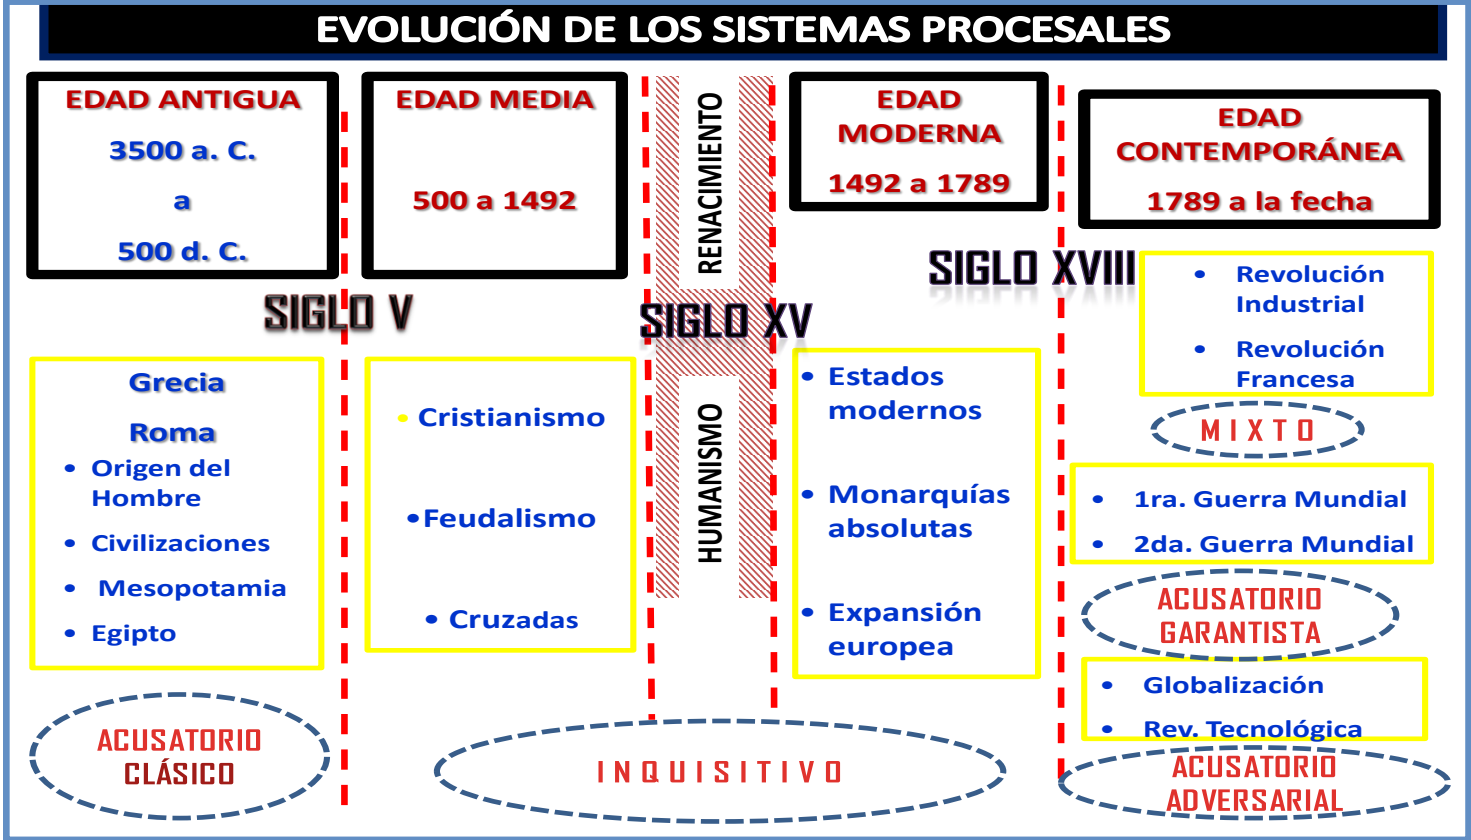 EVOLUCIÓN DE LOS SISTEMAS PROCESALES
EDAD ANTIGUA
3500 a. C.
a
500 d. C.
EDAD MEDIA
500 a 1492
RENACIMIENTO
EDAD
MODERNA
1492 a 1789
EDAD
CONTEMPORÁNEA
1789 a la fecha
SIGLO V
SIGLO XV
SIGLO XVIII
Grecia
Roma
• Origen del
Hombre
• Civilizaciones
• Mesopotamia
• Egipto
ACUSATORIO
CLÁSICO
• Cristianismo
•Feudalismo
• Cruzadas
HUMANISMO
• Estados
modernos
• Monarquías
absolutas
• Expansión
europea
INQUISITIVO
• Revolución
Industrial
• Revolución
Francesa
MIXTO
• 1ra. Guerra Mundial
• 2da. Guerra Mundial
ACUSATORIO
GARANTISTA
• Globalización
• Rev. Tecnológica
ACUSATORIO
ADVERSARIAL